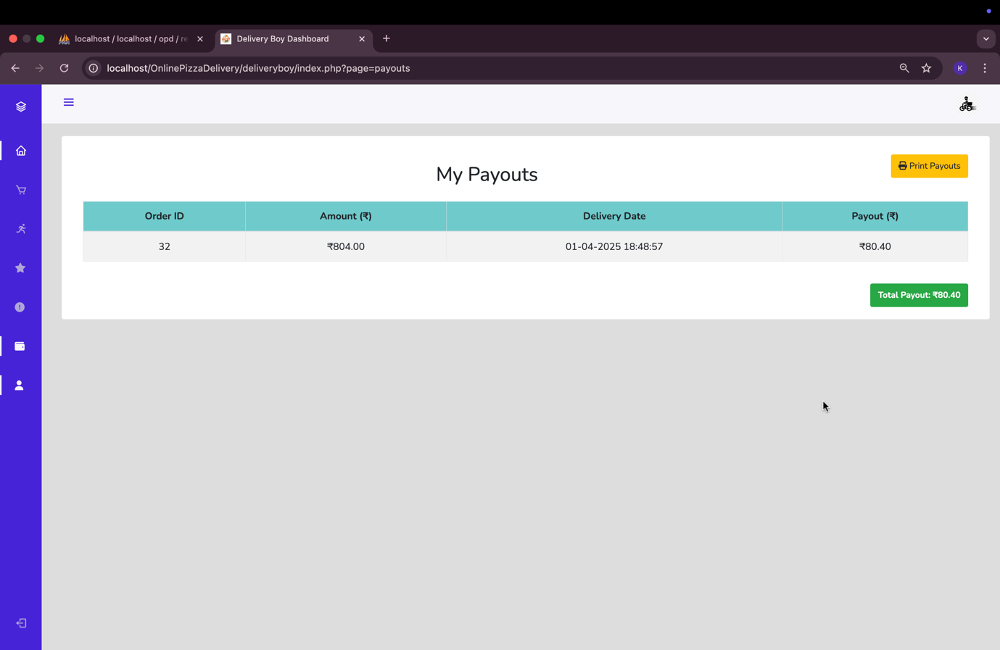 localhost / localhost / opd / re
Delivery Boy Dashboard
localhost/OnlinePizzaDelivery/deliveryboy/index.php?page=payouts
K
My Payouts
Print Payouts
Order ID Amount (₹) Delivery Date Payout (₹)
32 ₹804.00 01-04-2025 18:48:57 ₹80.40
Total Payout: ₹80.40